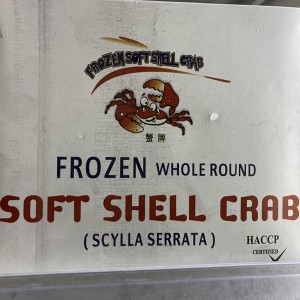 FROZEN SOFT SHELL CRAB
蟹牌
FROZEN WHOLE ROUND
SOFT SHELL CRAB
( SCYLLA SERRATA )
HACCP
CERTIFIED